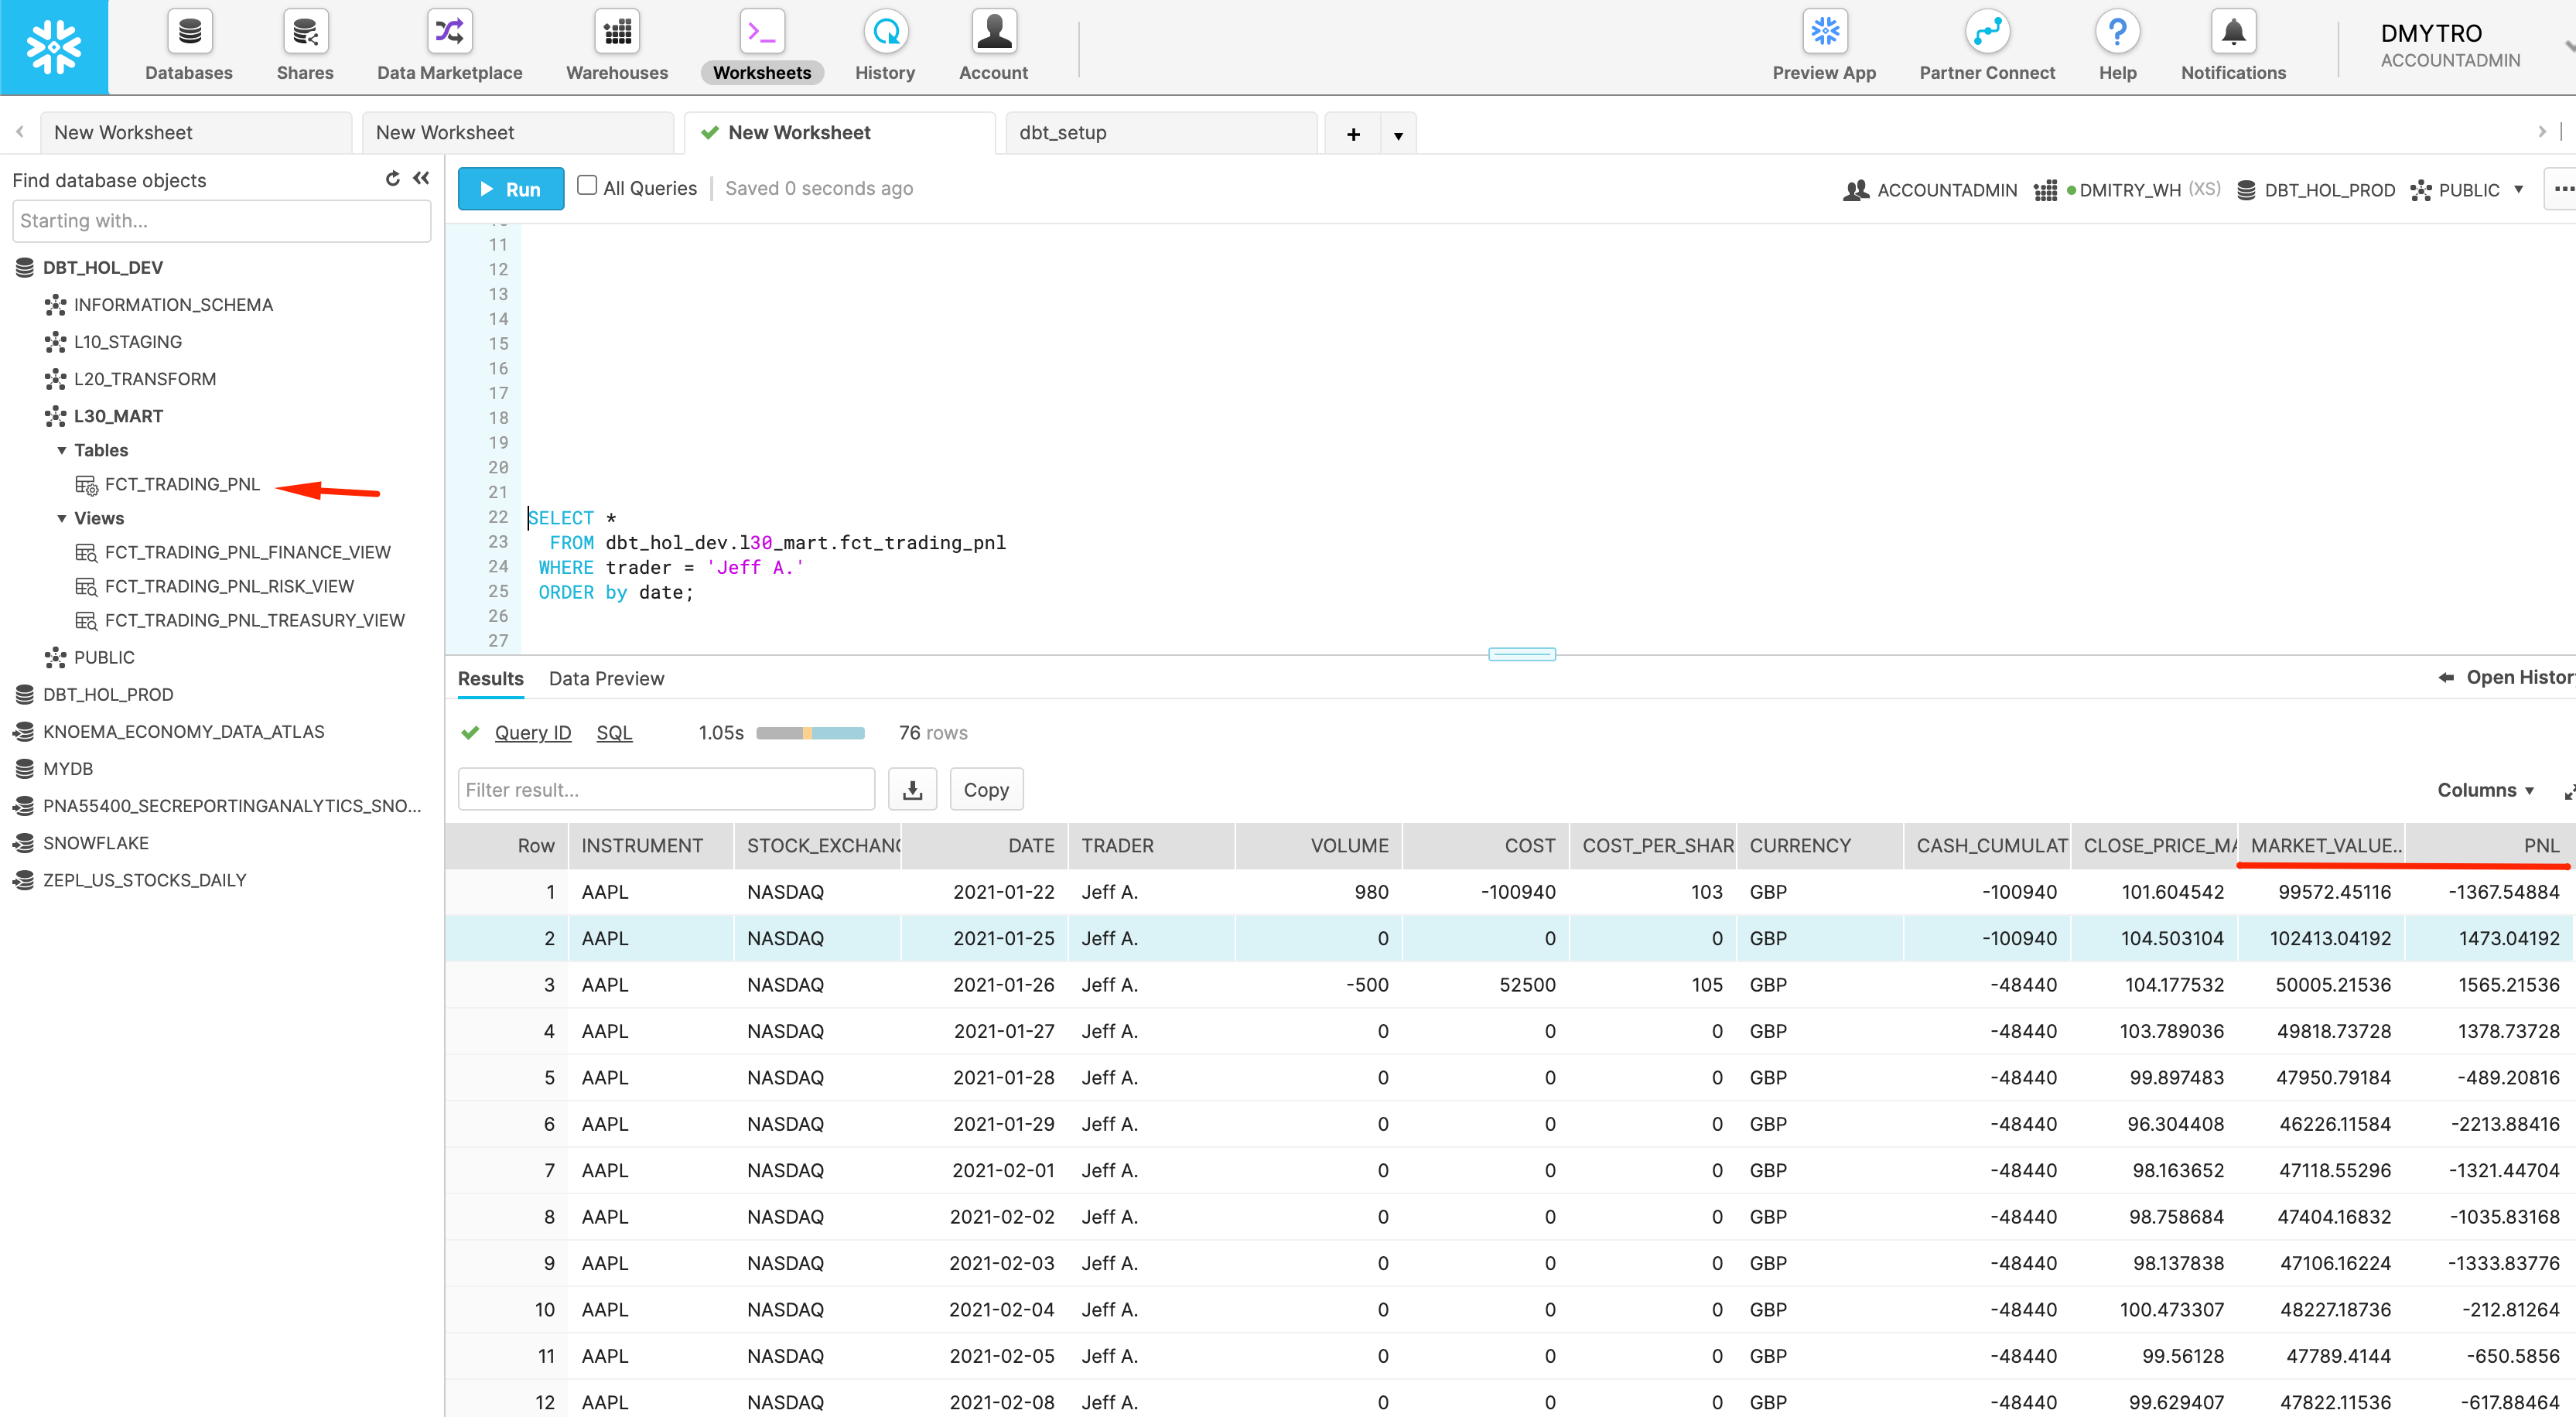 Databases Shares Data Marketplace Warehouses Worksheets History Account Preview App Partner Connect Help Notifications
DMYTRO
ACCOUNTADMIN
New Worksheet New Worksheet New Worksheet dbt_setup
Find database objects
Starting with...
DBT_HOL_DEV
INFORMATION_SCHEMA
L10_STAGING
L20_TRANSFORM
L30_MART
Tables
FCT_TRADING_PNL
Views
FCT_TRADING_PNL_FINANCE_VIEW
FCT_TRADING_PNL_RISK_VIEW
FCT_TRADING_PNL_TREASURY_VIEW
PUBLIC
DBT_HOL_PROD
KNOEMA_ECONOMY_DATA_ATLAS
MYDB
PNA55400_SECREPORTINGANALYTICS_SNO...
SNOWFLAKE
ZEPL_US_STOCKS_DAILY
Run All Queries Saved 0 seconds ago ACCOUNTADMIN DMITRY_WH (XS) DBT_HOL_PROD PUBLIC
11
12
13
14
15
16
17
18
19
20
21
22 SELECT *
23 FROM dbt_hol_dev.l30_mart.fct_trading_pnl
24 WHERE trader = 'Jeff A.'
25 ORDER by date;
26
27
Results Data Preview Open Histor
Query ID SQL 1.05s 76 rows
Filter result... Copy Columns
Row INSTRUMENT STOCK_EXCHANG DATE TRADER VOLUME COST COST_PER_SHAR CURRENCY CASH_CUMULAT CLOSE_PRICE_MA MARKET_VALUE... PNL
1 AAPL NASDAQ 2021-01-22 Jeff A. 980 -100940 103 GBP -100940 101.604542 99572.45116 -1367.54884
2 AAPL NASDAQ 2021-01-25 Jeff A. 0 0 0 GBP -100940 104.503104 102413.04192 1473.04192
3 AAPL NASDAQ 2021-01-26 Jeff A. -500 52500 105 GBP -48440 104.177532 50005.21536 1565.21536
4 AAPL NASDAQ 2021-01-27 Jeff A. 0 0 0 GBP -48440 103.789036 49818.73728 1378.73728
5 AAPL NASDAQ 2021-01-28 Jeff A. 0 0 0 GBP -48440 99.897483 47950.79184 -489.20816
6 AAPL NASDAQ 2021-01-29 Jeff A. 0 0 0 GBP -48440 96.304408 46226.11584 -2213.88416
7 AAPL NASDAQ 2021-02-01 Jeff A. 0 0 0 GBP -48440 98.163652 47118.55296 -1321.44704
8 AAPL NASDAQ 2021-02-02 Jeff A. 0 0 0 GBP -48440 98.758684 47404.16832 -1035.83168
9 AAPL NASDAQ 2021-02-03 Jeff A. 0 0 0 GBP -48440 98.137838 47106.16224 -1333.83776
10 AAPL NASDAQ 2021-02-04 Jeff A. 0 0 0 GBP -48440 100.473307 48227.18736 -212.81264
11 AAPL NASDAQ 2021-02-05 Jeff A. 0 0 0 GBP -48440 99.56128 47789.4144 -650.5856
12 AAPL NASDAQ 2021-02-08 Jeff A. 0 0 0 GBP -48440 99.629407 47822.11536 -617.88464